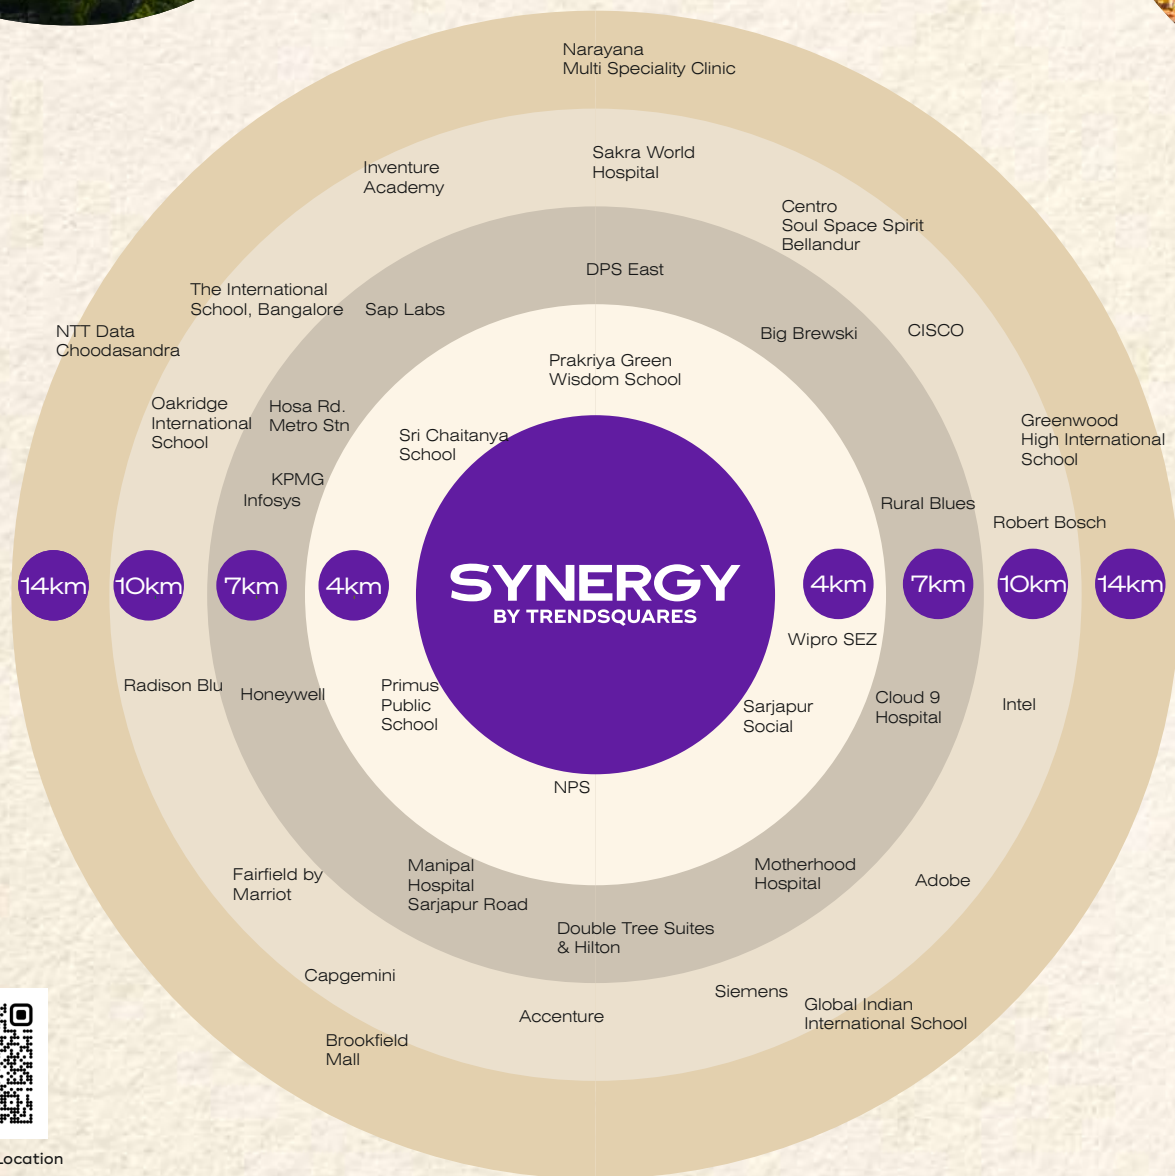 Narayana
Multi Speciality Clinic
Sakra World
Hospital
Inventure
Academy
Centro
Soul Space Spirit
Bellandur
DPS East
The International
School, Bangalore
Sap Labs
NTT Data
Choodasandra
Big Brewski
CISCO
Prakriya Green
Wisdom School
Oakridge
International
School
Hosa Rd.
Metro Stn
Sri Chaitanya
School
Greenwood
High International
School
KPMG
Infosys
Rural Blues
Robert Bosch
14km
10km
7km
4km
SYNERGY
BY TRENDSQUARES
4km
7km
10km
14km
Wipro SEZ
Radison Blu
Honeywell
Primus
Public
School
Sarjapur
Social
Cloud 9
Hospital
Intel
NPS
Fairfield by
Marriot
Manipal
Hospital
Sarjapur Road
Motherhood
Hospital
Adobe
Double Tree Suites
& Hilton
Capgemini
Siemens
Global Indian
International School
Accenture
Brookfield
Mall
Location